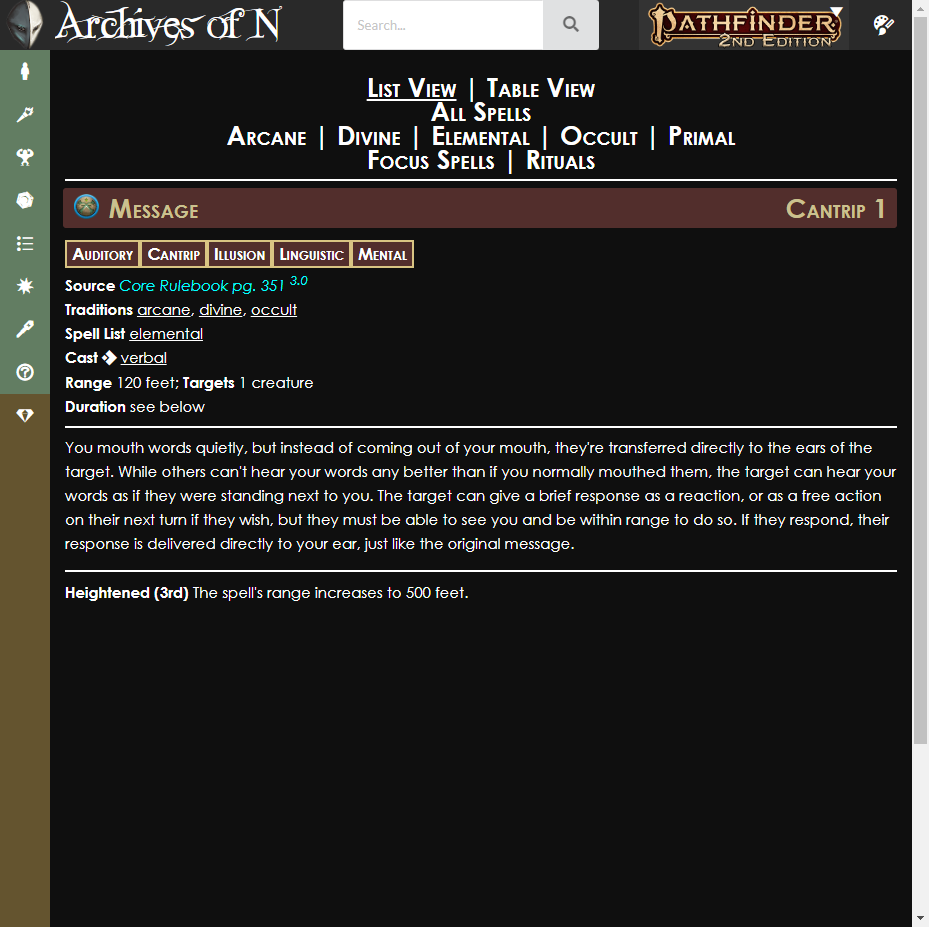 Archives of N
Search...
PATHFINDER
2ND EDITION
List View | Table View
All Spells
Arcane | Divine | Elemental | Occult | Primal
Focus Spells | Rituals
Message Cantrip 1
Auditory Cantrip Illusion Linguistic Mental
Source Core Rulebook pg. 351 3.0
Traditions arcane, divine, occult
Spell List elemental
Cast verbal
Range 120 feet; Targets 1 creature
Duration see below
You mouth words quietly, but instead of coming out of your mouth, they're transferred directly to the ears of the
target. While others can't hear your words any better than if you normally mouthed them, the target can hear your
words as if they were standing next to you. The target can give a brief response as a reaction, or as a free action
on their next turn if they wish, but they must be able to see you and be within range to do so. If they respond, their
response is delivered directly to your ear, just like the original message.
Heightened (3rd) The spell's range increases to 500 feet.